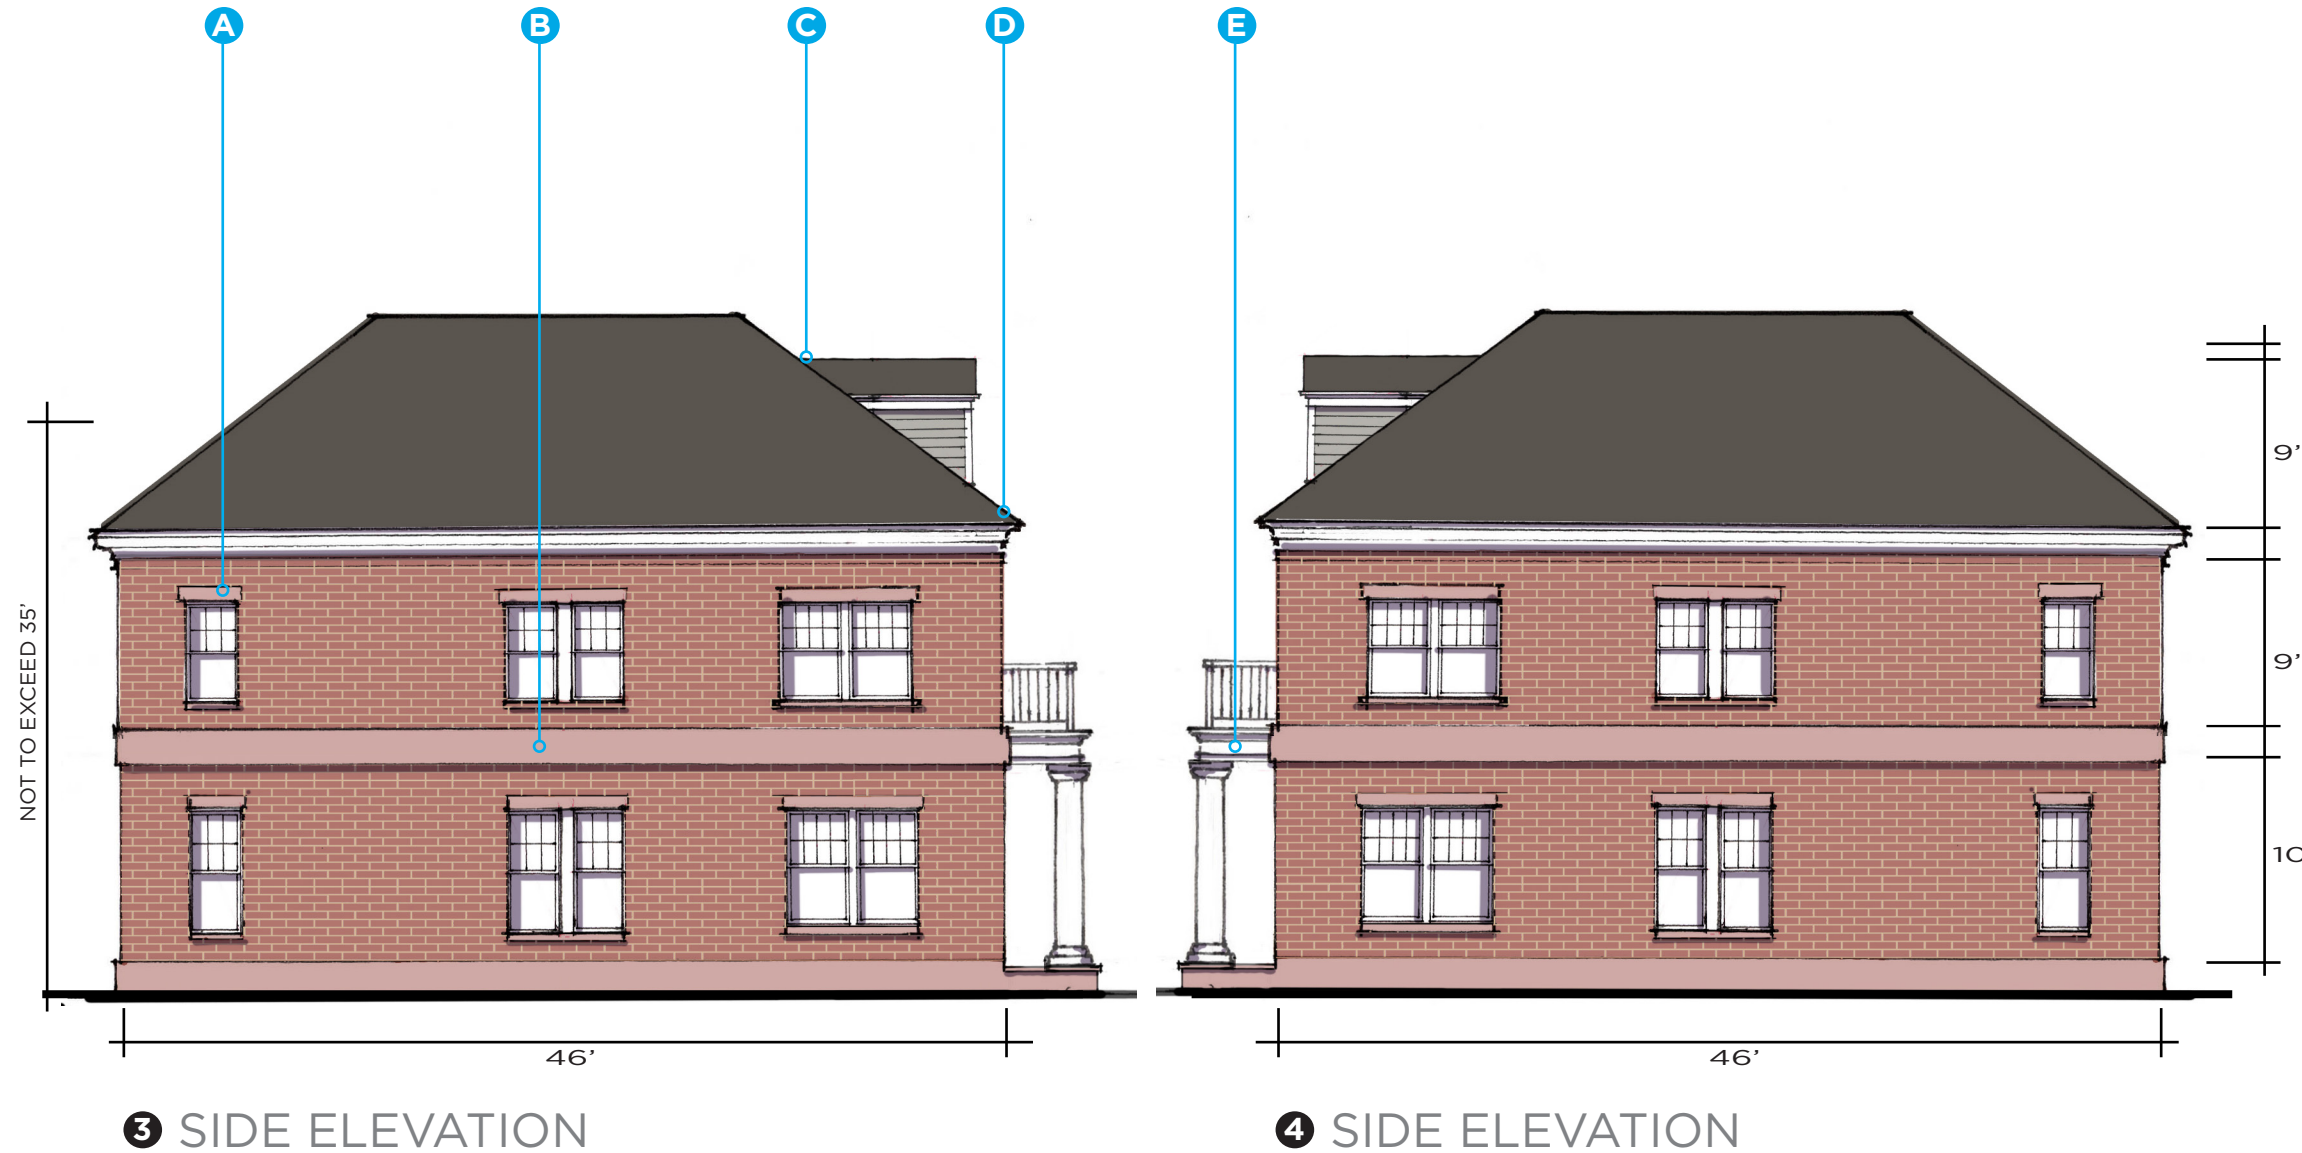 A B C D E
NOT TO EXCEED 35'
9'
9'
46'
46'
3 SIDE ELEVATION
4 SIDE ELEVATION